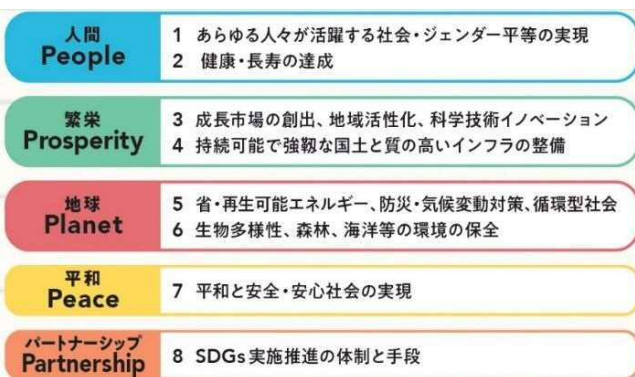 人間
People
1 あらゆる人々が活躍する社会・ジェンダー平等の実現
2 健康・長寿の達成
繁栄
Prosperity
3 成長市場の創出、地域活性化、科学技術イノベーション
4 持続可能で強靱な国土と質の高いインフラの整備
地球
Planet
5 省・再生可能エネルギー、防災・気候変動対策、循環型社会
6 生物多様性、森林、海洋等の環境の保全
平和
Peace
7 平和と安全・安心社会の実現
パートナーシップ
Partnership
8 SDGs実施推進の体制と手段